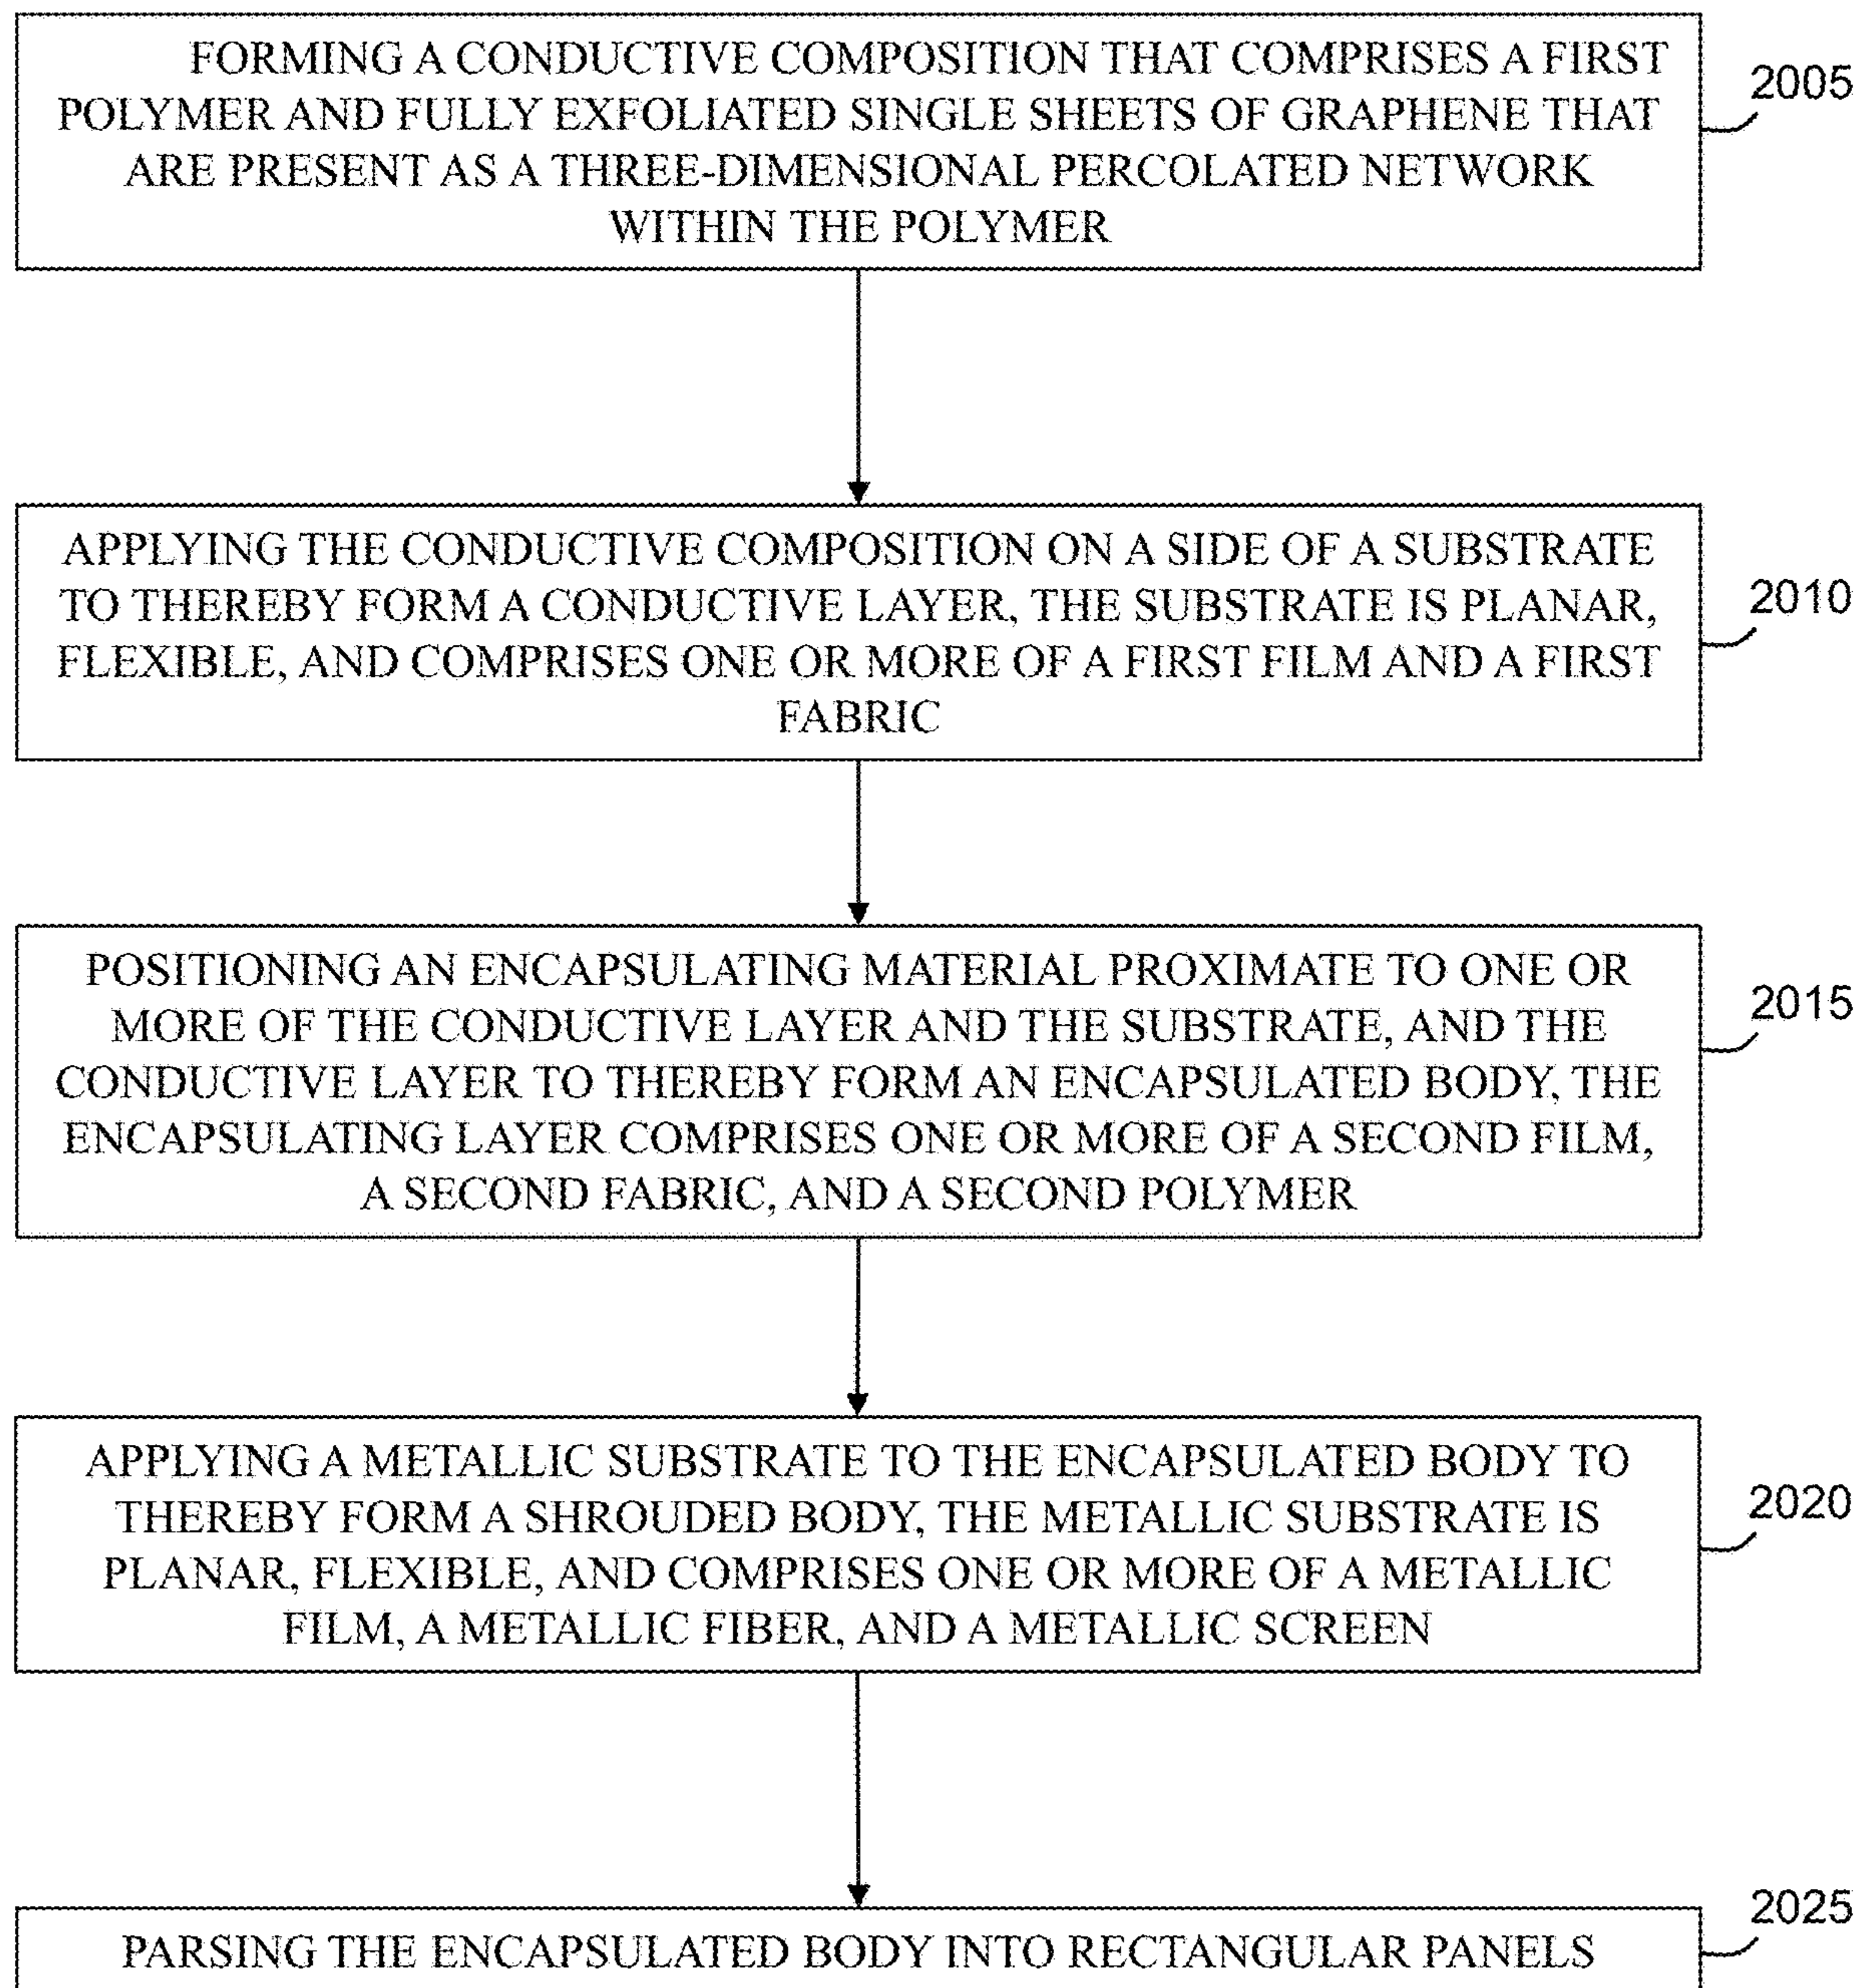 FORMING A CONDUCTIVE COMPOSITION THAT COMPRISES A FIRST
POLYMER AND FULLY EXFOLIATED SINGLE SHEETS OF GRAPHENE THAT
ARE PRESENT AS A THREE-DIMENSIONAL PERCOLATED NETWORK
WITHIN THE POLYMER
2005
APPLYING THE CONDUCTIVE COMPOSITION ON A SIDE OF A SUBSTRATE
TO THEREBY FORM A CONDUCTIVE LAYER, THE SUBSTRATE IS PLANAR,
FLEXIBLE, AND COMPRISES ONE OR MORE OF A FIRST FILM AND A FIRST
FABRIC
2010
POSITIONING AN ENCAPSULATING MATERIAL PROXIMATE TO ONE OR
MORE OF THE CONDUCTIVE LAYER AND THE SUBSTRATE, AND THE
CONDUCTIVE LAYER TO THEREBY FORM AN ENCAPSULATED BODY, THE
ENCAPSULATING LAYER COMPRISES ONE OR MORE OF A SECOND FILM,
A SECOND FABRIC, AND A SECOND POLYMER
2015
APPLYING A METALLIC SUBSTRATE TO THE ENCAPSULATED BODY TO
THEREBY FORM A SHROUDED BODY, THE METALLIC SUBSTRATE IS
PLANAR, FLEXIBLE, AND COMPRISES ONE OR MORE OF A METALLIC
FILM, A METALLIC FIBER, AND A METALLIC SCREEN
2020
PARSING THE ENCAPSULATED BODY INTO RECTANGULAR PANELS
2025